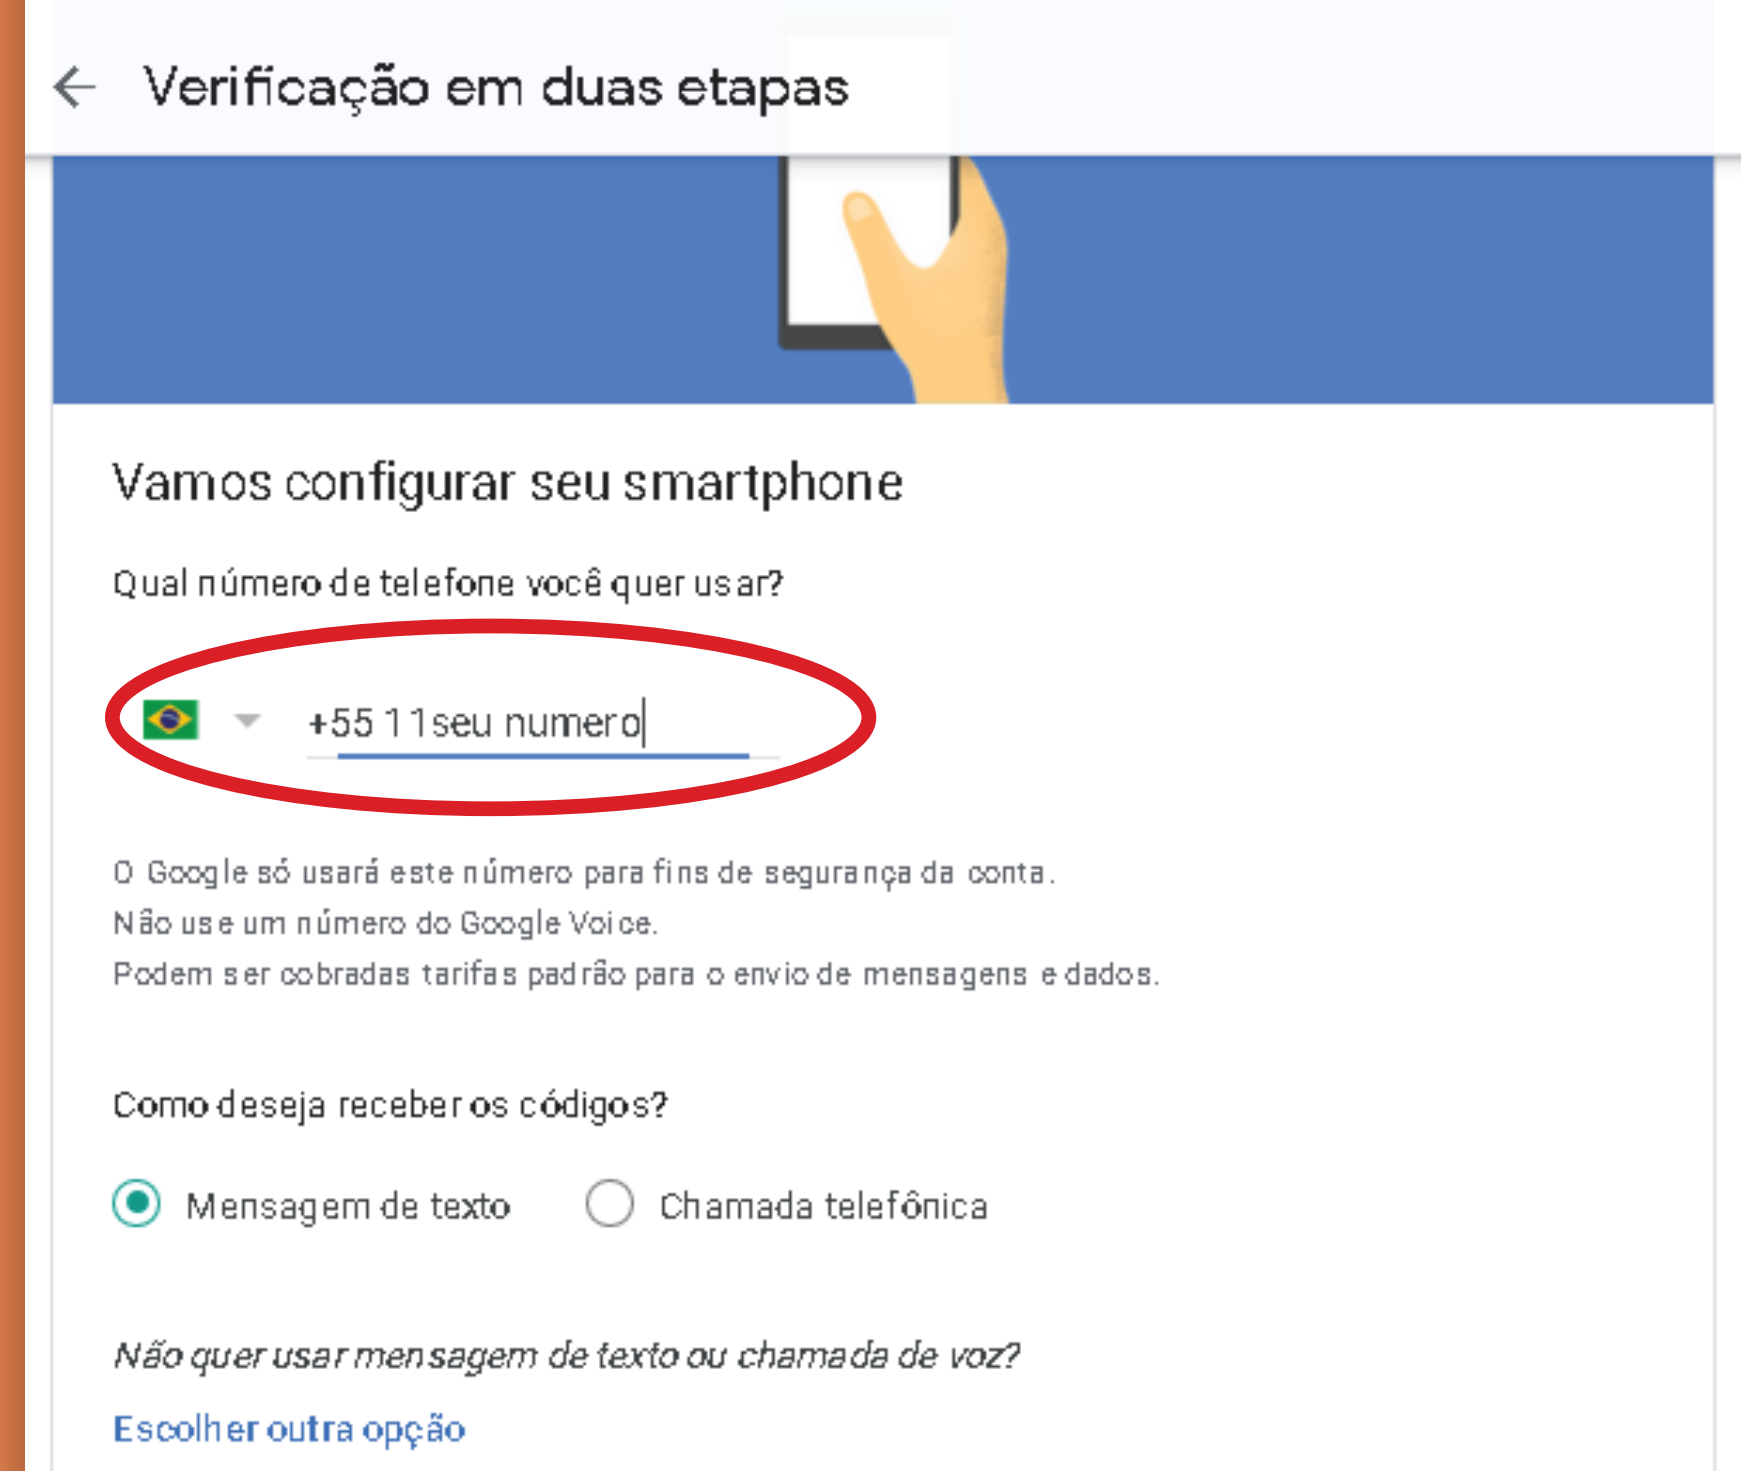 Verificação em duas etapas
Vamos configurar seu smartphone
Qual número de telefone você quer usar?
+55 11seu numero
O Google só usará este número para fins de segurança da conta.
Não use um número do Google Voice.
Podem ser cobradas tarifas padrão para o envio de mensagens e dados.
Como deseja receber os códigos?
Mensagem de texto Chamada telefônica
Não quer usar mensagem de texto ou chamada de voz?
Escolher outra opção